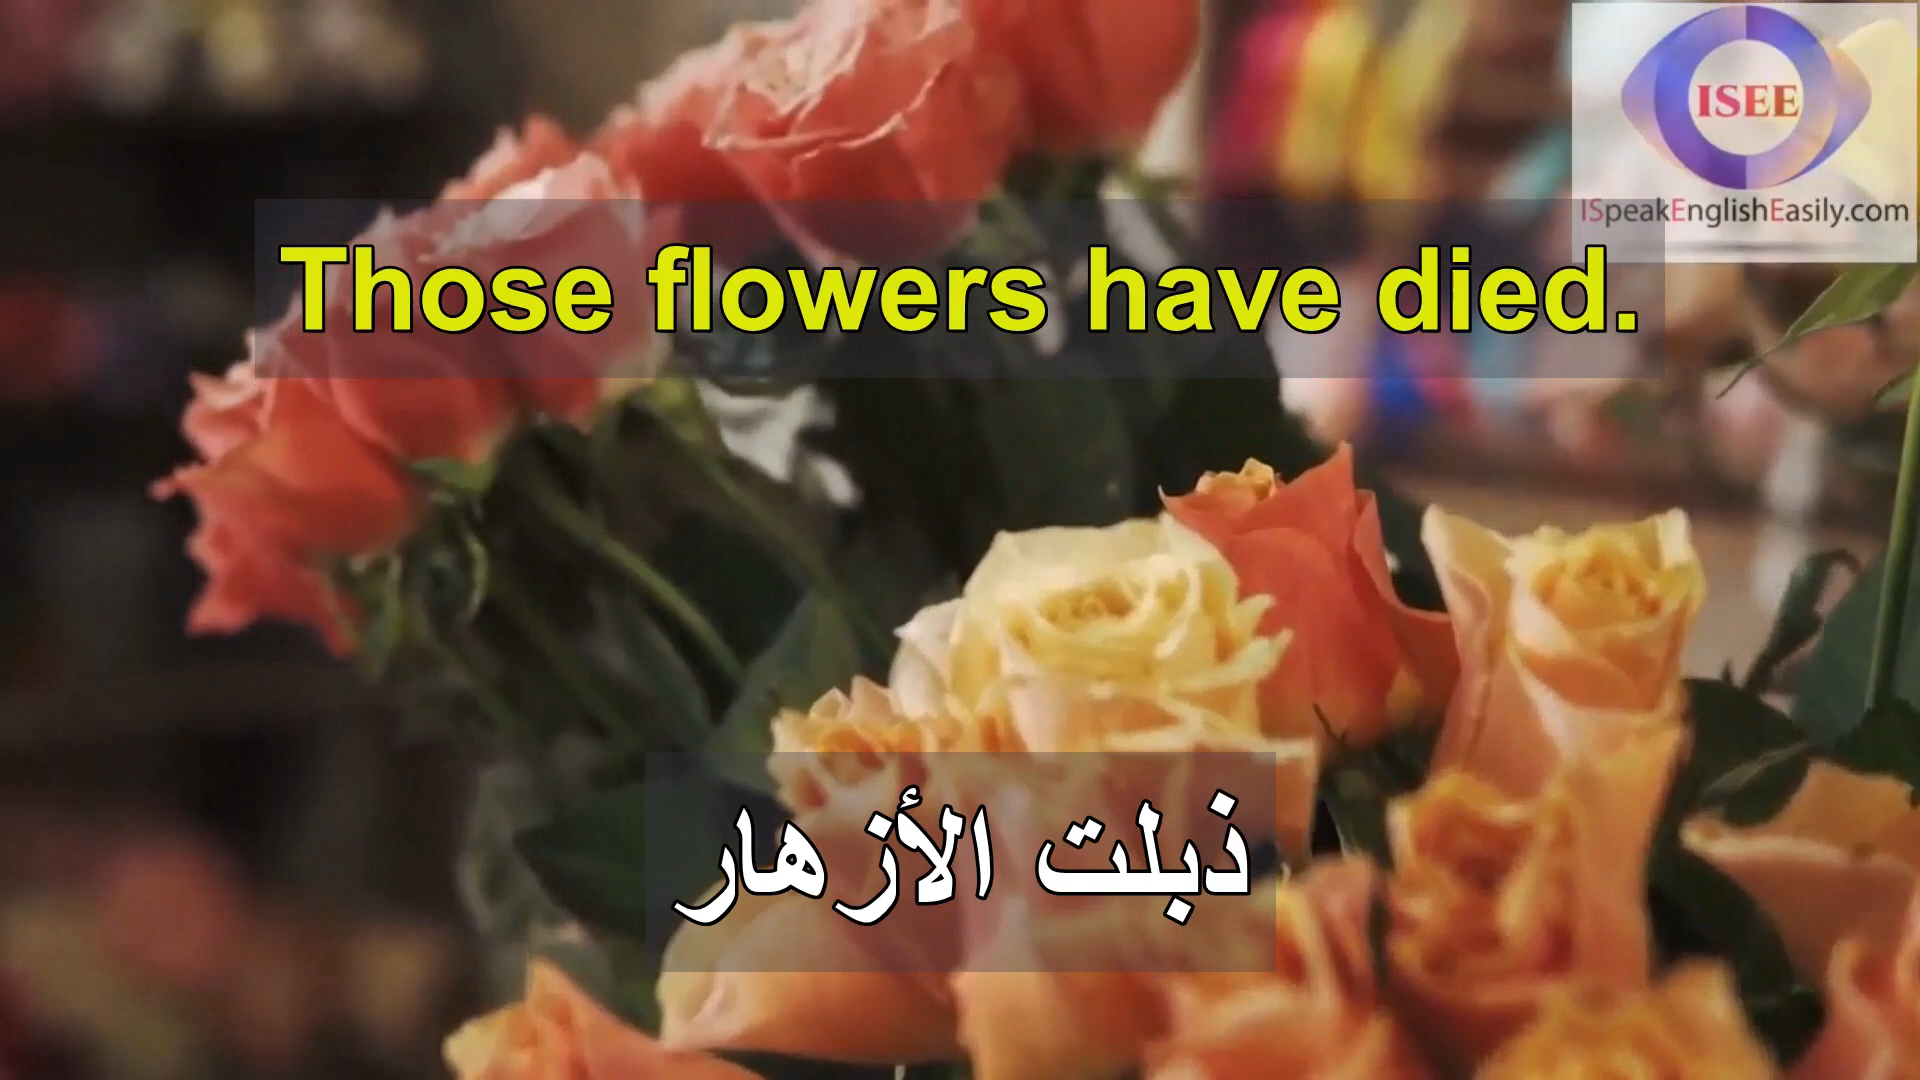 ISEE
ISpeakEnglishEasily.com
Those flowers have died.
ذبلت الأزهار